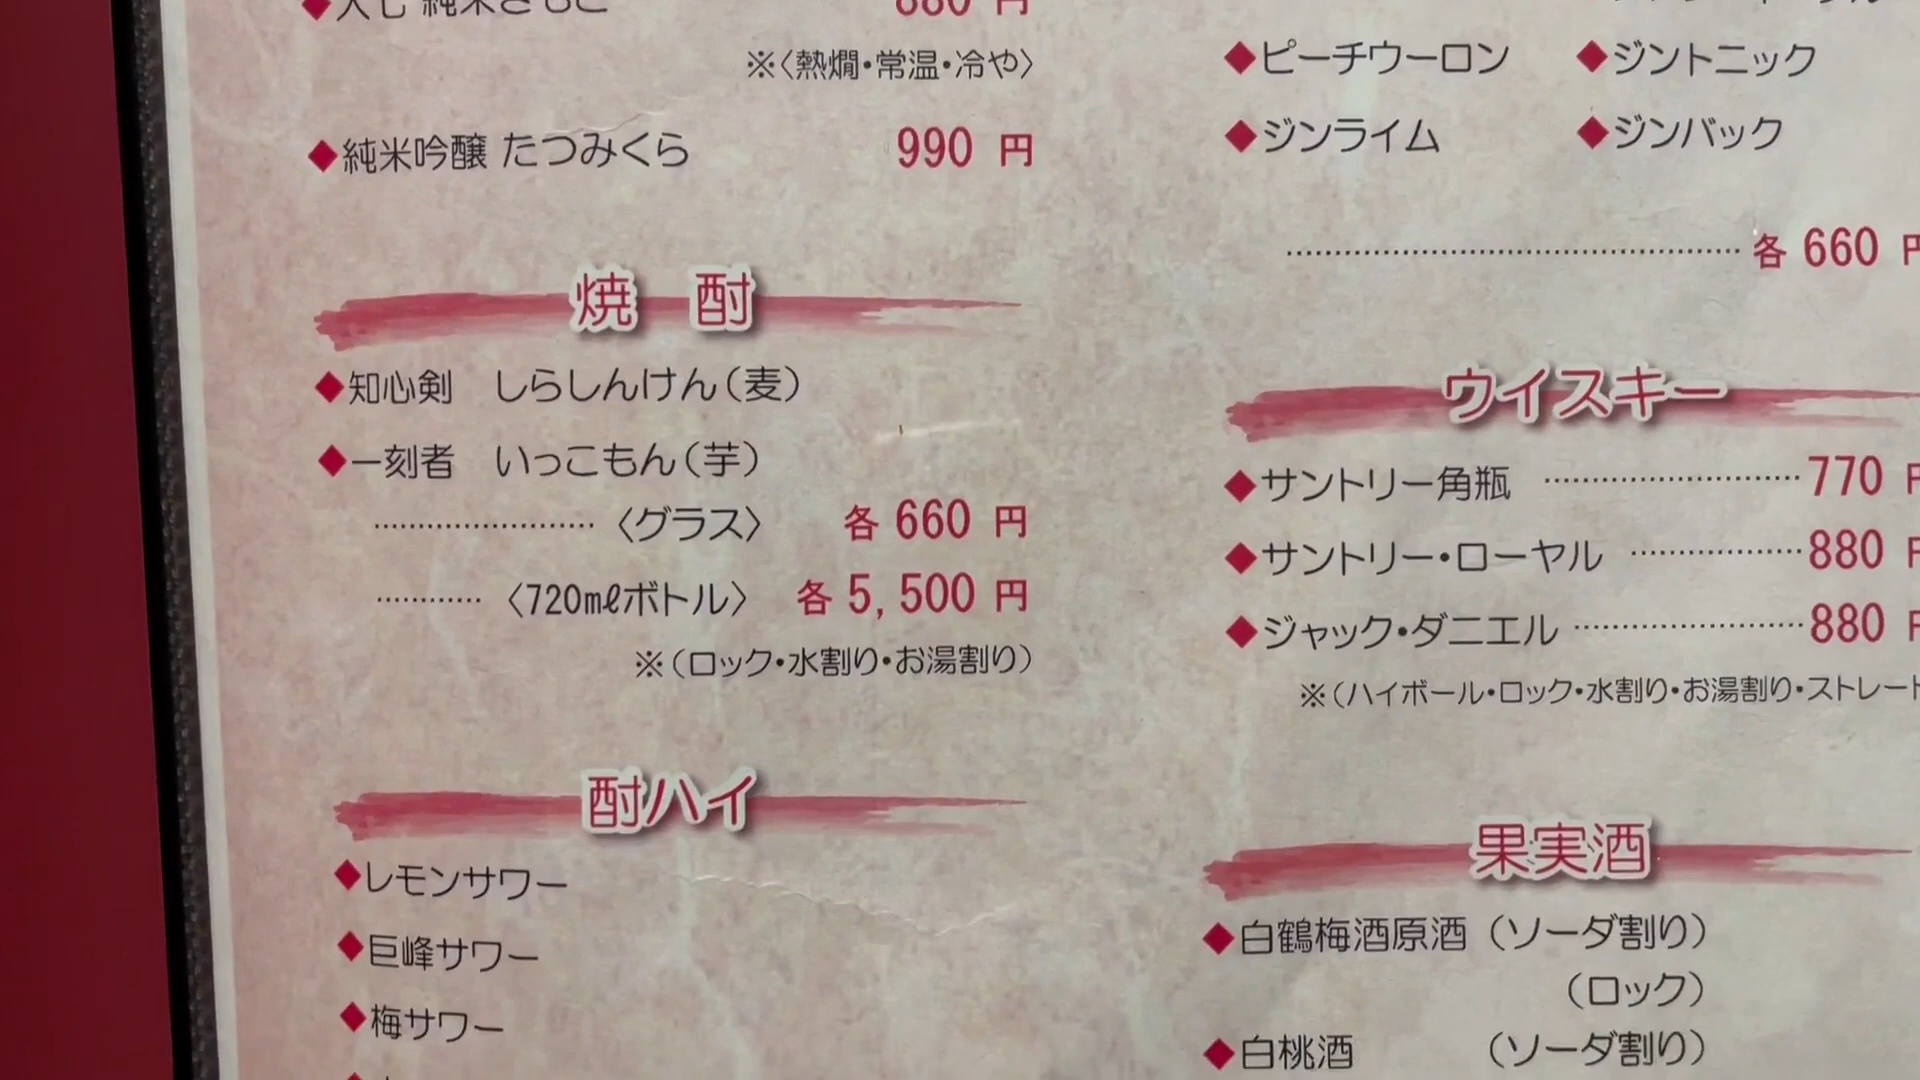 純米
880 円
※〈熱燗・常温・冷や〉
◆純米吟醸 たつみくら 990 円
焼 酎
◆知心剣 しらしんけん(麦)
◆一刻者 いっこもん(芋)
〈グラス〉 各 660 円
〈720mℓボトル〉 各 5,500 円
※(ロック・水割り・お湯割り)
酎ハイ
◆レモンサワー
◆巨峰サワー
◆梅サワー
◆ピーチウーロン ◆ジントニック
◆ジンライム ◆ジンバック
各 660 円
ウイスキー
◆サントリー角瓶 770 円
◆サントリー・ローヤル 880 円
◆ジャック・ダニエル 880 円
※(ハイボール・ロック・水割り・お湯割り・ストレート
果実酒
◆白鶴梅酒原酒(ソーダ割り)
(ロック)
◆白桃酒 (ソーダ割り)